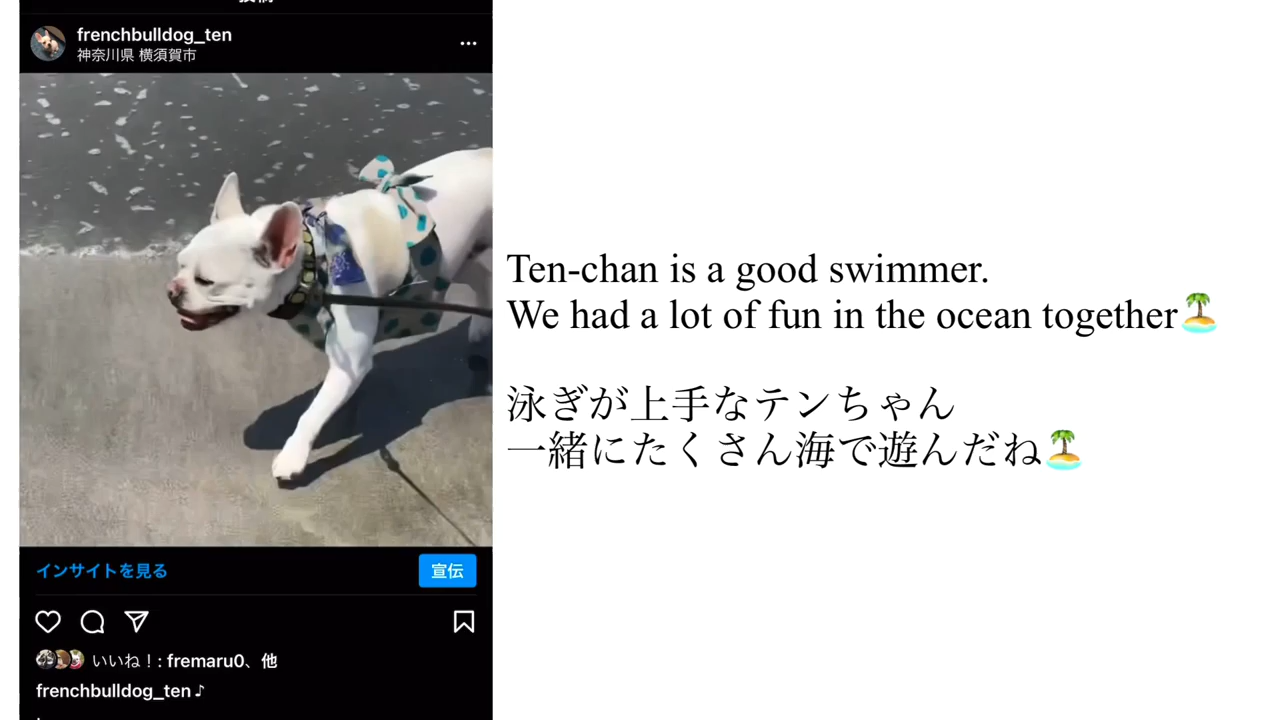 frenchbulldog_ten
神奈川県 横須賀市
インサイトを見る
宣伝
いいね！: fremaru0、他
frenchbulldog_ten ♪
Ten-chan is a good swimmer.
We had a lot of fun in the ocean together🏝️
泳ぎが上手なテンちゃん
一緒にたくさん海で遊んだね🏝️